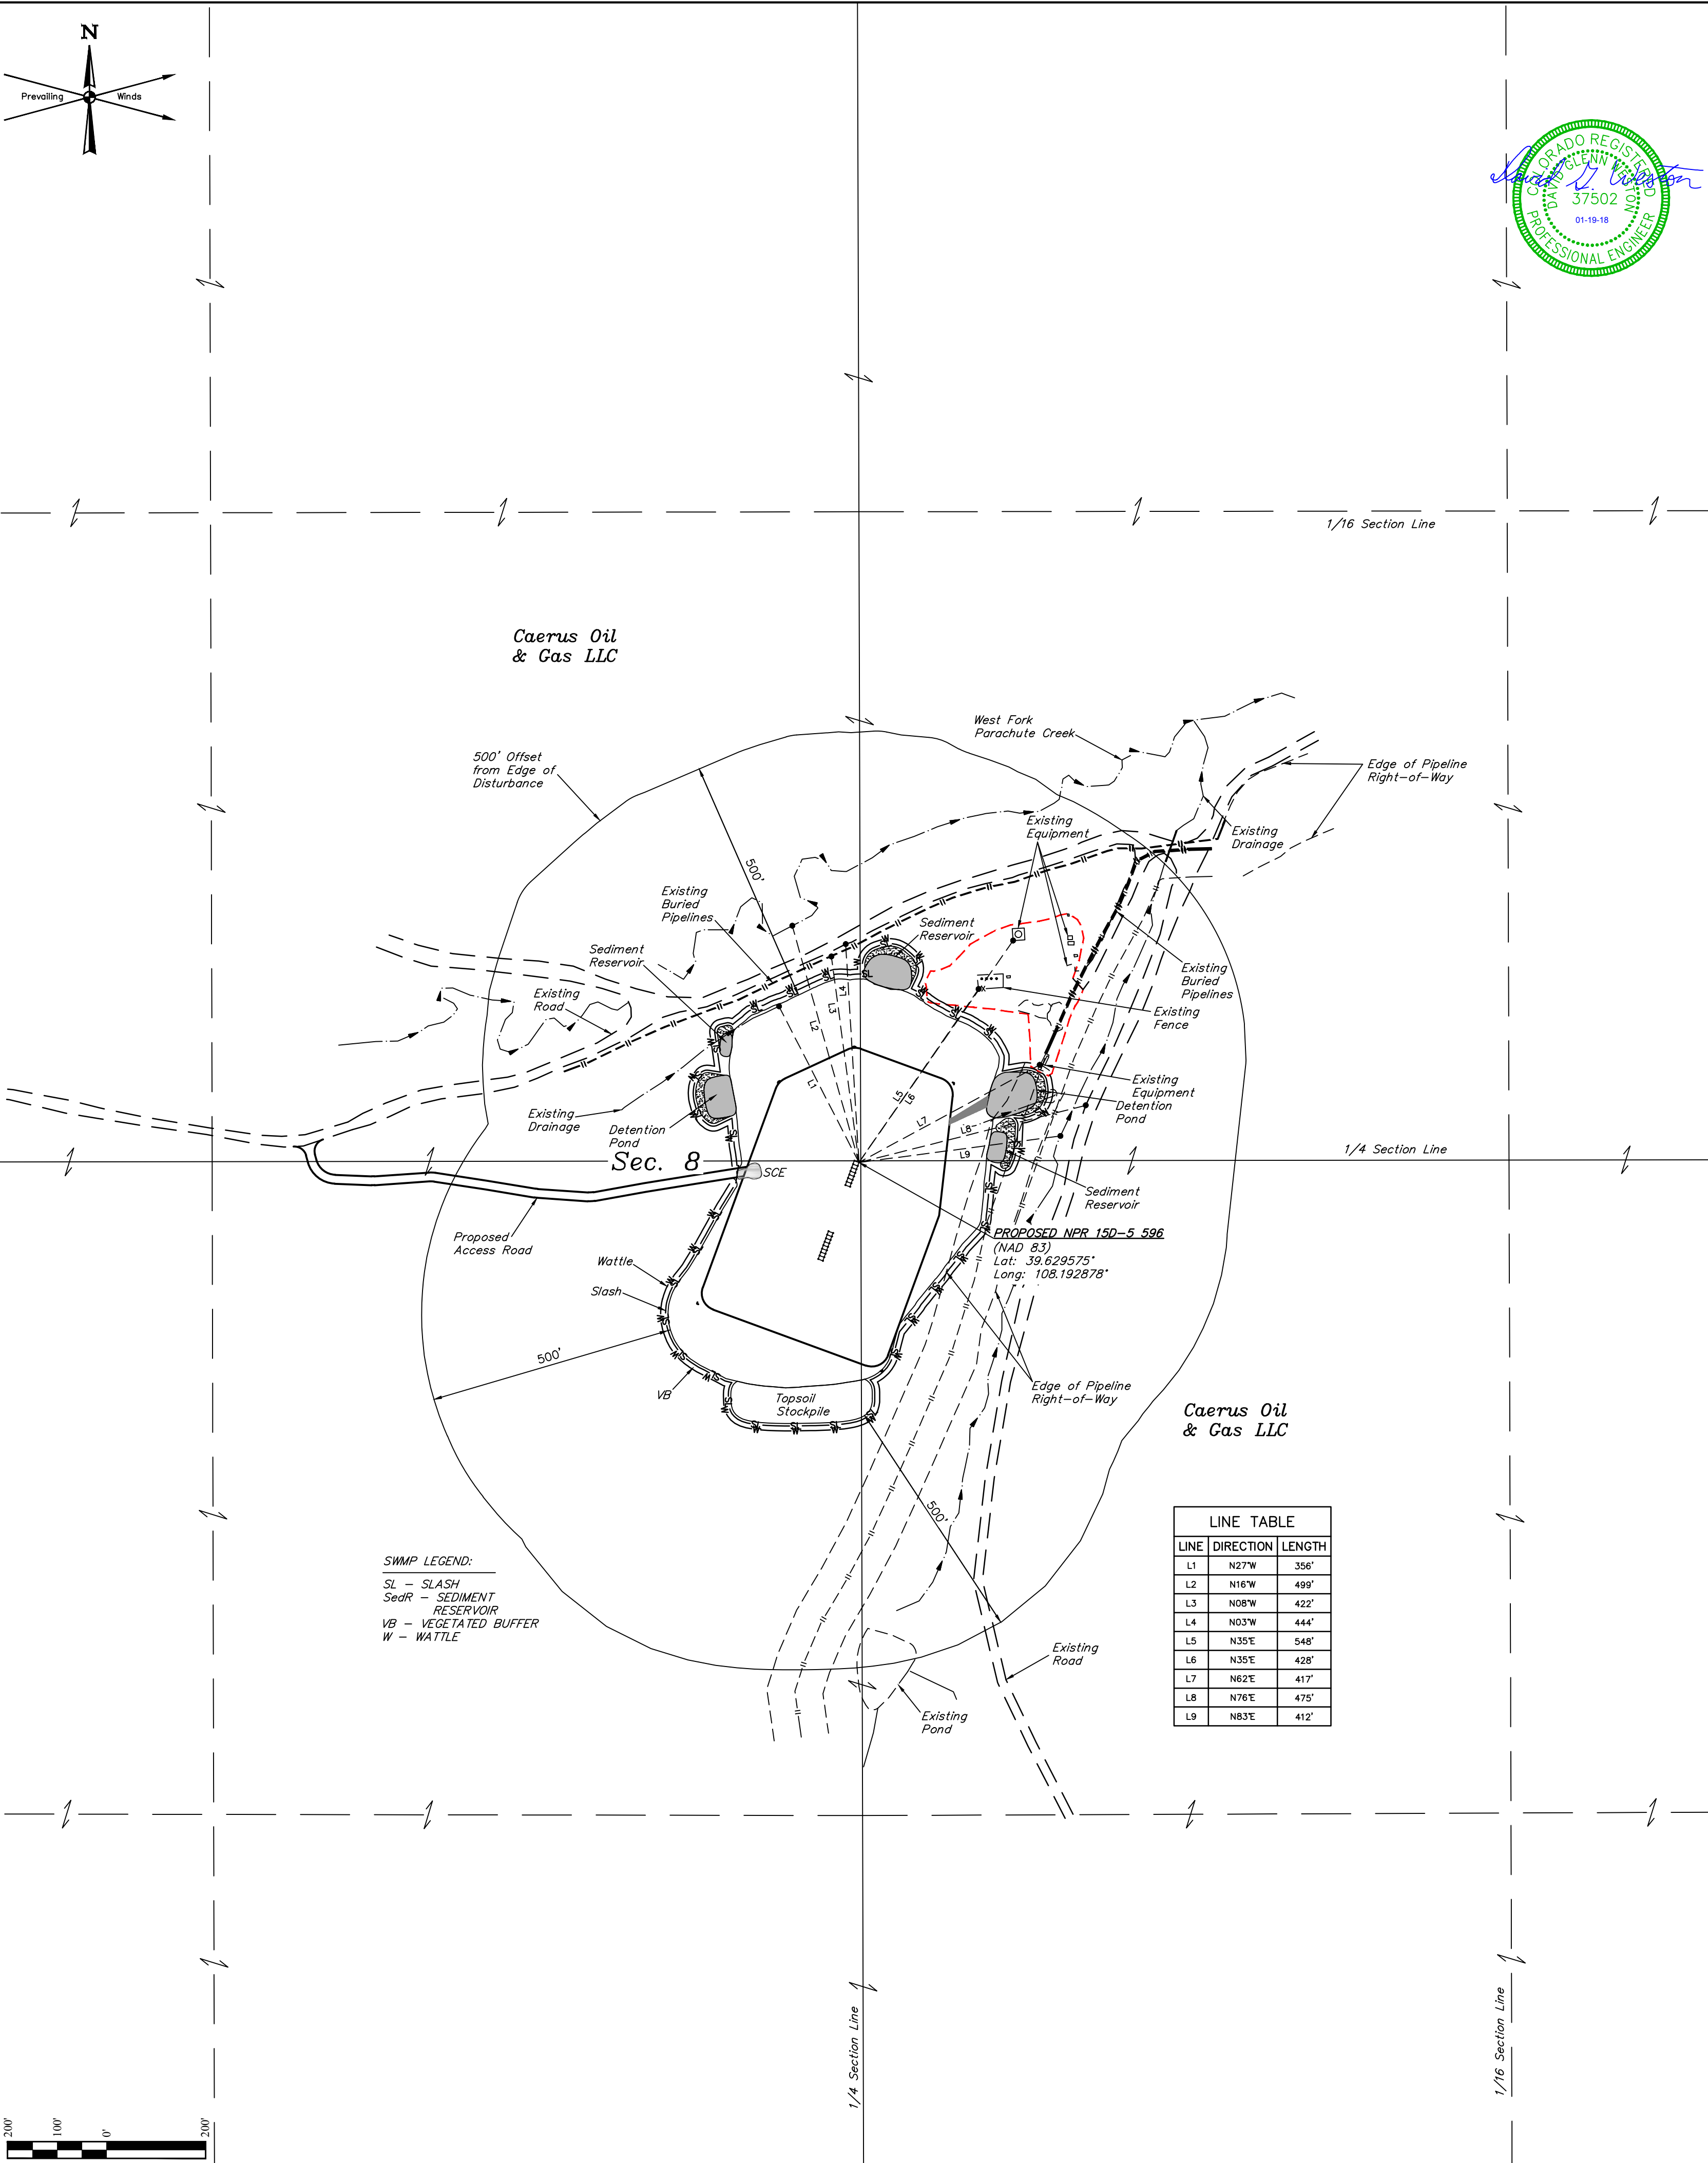 N
Prevailing Winds
COLORADO REGISTERED
DAVID GLENN WESTON
37502
01-19-18
PROFESSIONAL ENGINEER
David G. Weston
1/16 Section Line
Caerus Oil
& Gas LLC
West Fork
Parachute Creek
500' Offset
from Edge of
Disturbance
Edge of Pipeline
Right-of-Way
Existing
Equipment
Existing
Drainage
500'
Existing
Buried
Pipelines
Sediment
Reservoir
Sediment
Reservoir
Existing
Road
Existing
Buried
Pipelines
Existing
Fence
L1
L2
L3
L4
L5
L6
L7
L8
L9
Existing
Equipment
Detention
Pond
Existing
Drainage
Detention
Pond
Sec. 8
SCE
1/4 Section Line
Sediment
Reservoir
Proposed
Access Road
PROPOSED NPR 15D-5 596
(NAD 83)
Lat: 39.629575°
Long: 108.192878°
Wattle
Slash
500'
VB
Topsoil
Stockpile
Edge of Pipeline
Right-of-Way
Caerus Oil
& Gas LLC
500'
SWMP LEGEND:
SL - SLASH
SedR - SEDIMENT
RESERVOIR
VB - VEGETATED BUFFER
W - WATTLE
LINE TABLE
LINE DIRECTION LENGTH
L1 N27°W 356'
L2 N16°W 499'
L3 N08°W 422'
L4 N03°W 444'
L5 N35°E 548'
L6 N35°E 428'
L7 N62°E 417'
L8 N76°E 475'
L9 N83°E 412'
Existing
Road
Existing
Pond
1/4 Section Line
1/16 Section Line
200' 100' 0' 200'